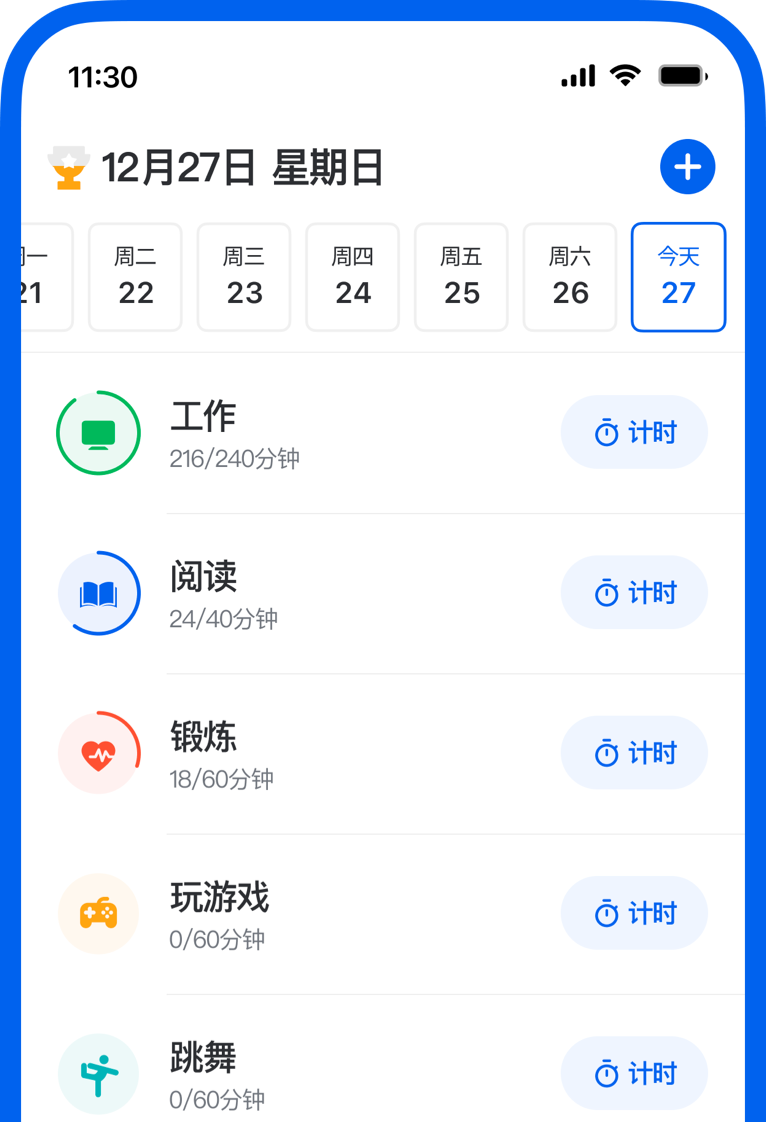 11:30
12月27日 星期日
周二 周三 周四 周五 周六 今天
21 22 23 24 25 26 27
工作
216/240分钟
计时
阅读
24/40分钟
计时
锻炼
18/60分钟
计时
玩游戏
0/60分钟
计时
跳舞
0/60分钟
计时